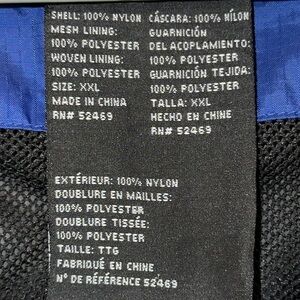 SHELL: 100% NYLON
MESH LINING:
100% POLYESTER
WOVEN LINING:
100% POLYESTER
SIZE: XXL
MADE IN CHINA
RN# 52469
CÁSCARA: 100% NÍLON
GUARNICIÓN
DEL ACOPLAMIENTO:
100% POLYESTER
GUARNICIÓN TEJIDA:
100% POLYESTER
TALLA: XXL
HECHO EN CHINA
RN# 52469
EXTÉRIEUR: 100% NYLON
DOUBLURE EN MAILLES:
100% POLYESTER
DOUBLURE TISSÉE:
100% POLYESTER
TAILLE: TTG
FABRIQUÉ EN CHINE
N° DE RÉFÉRENCE 52469